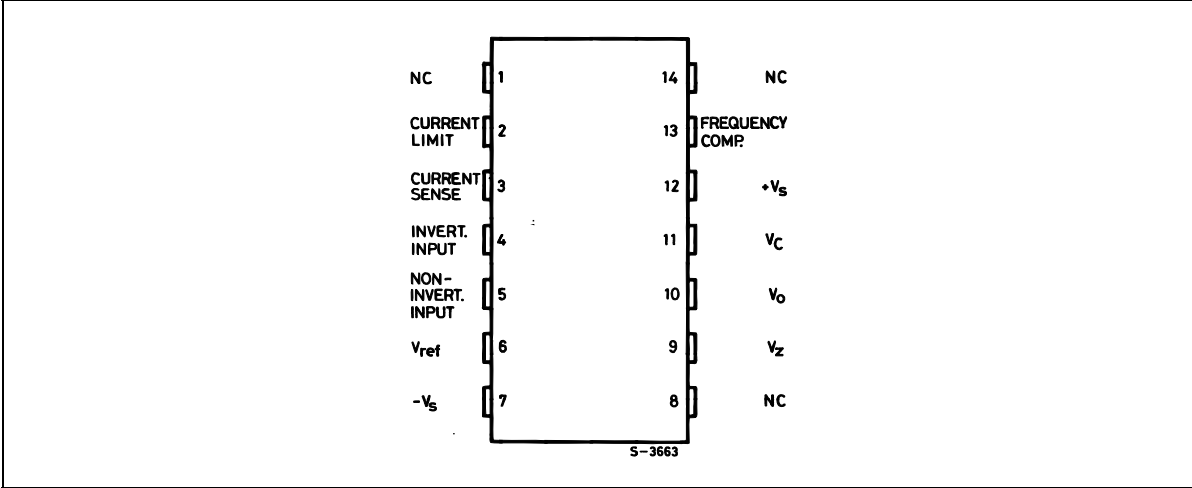 NC 1 14 NC
CURRENT LIMIT 2 13 FREQUENCY COMP.
CURRENT SENSE 3 12 +Vs
INVERT. INPUT 4 11 VC
NON-INVERT. INPUT 5 10 Vo
Vref 6 9 Vz
-Vs 7 8 NC
S-3663